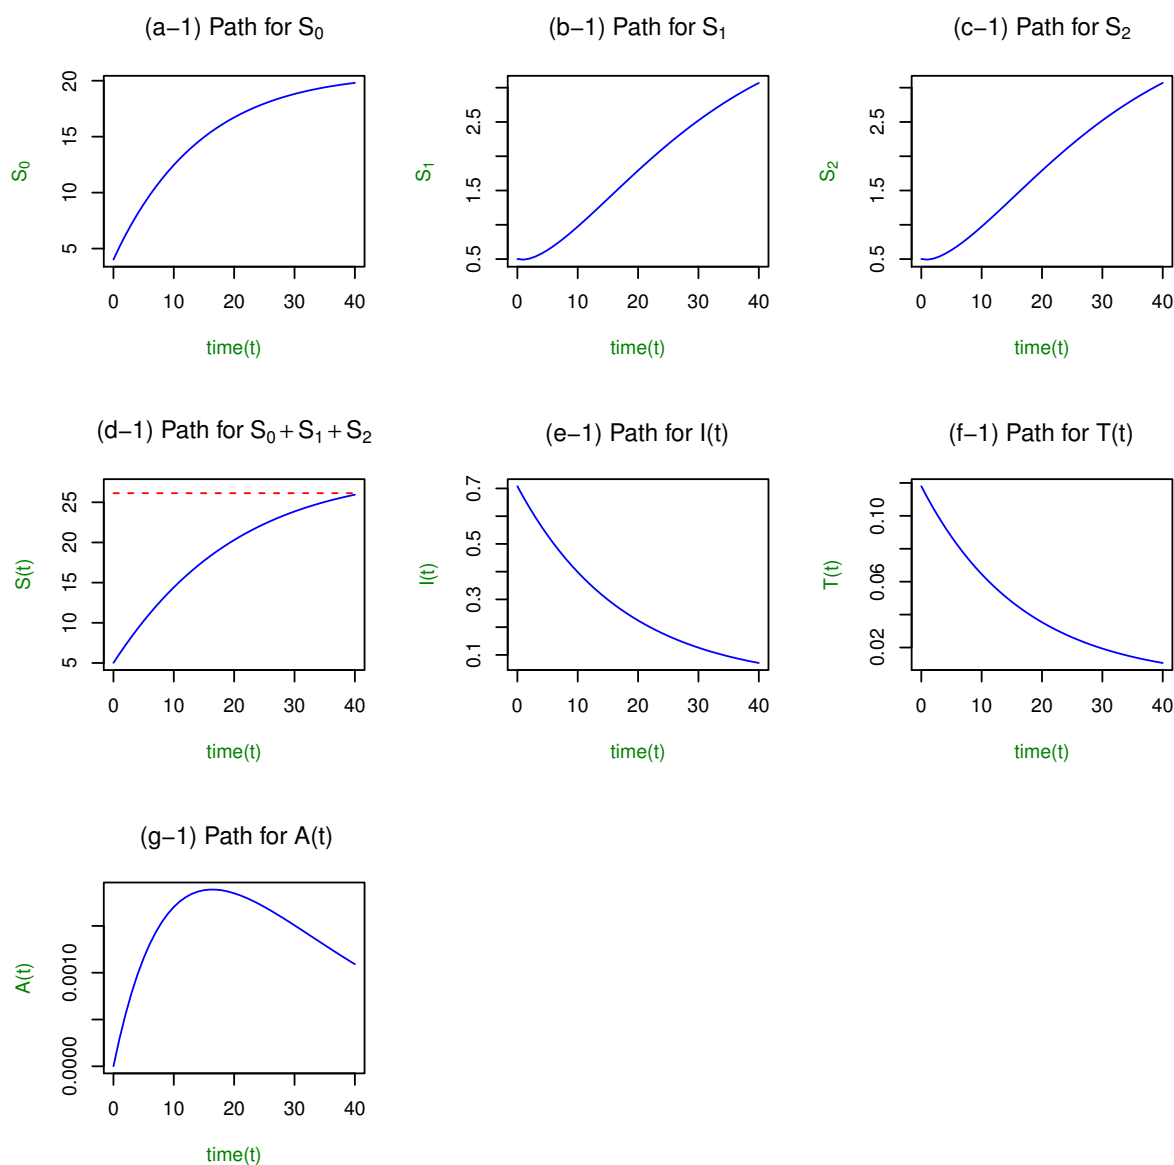 (a−1) Path for S₀
S₀
20
15
10
5
0 10 20 30 40
time(t)
(b−1) Path for S₁
S₁
2.5
1.5
0.5
0 10 20 30 40
time(t)
(c−1) Path for S₂
S₂
2.5
1.5
0.5
0 10 20 30 40
time(t)
(d−1) Path for S₀+S₁+S₂
S(t)
25
20
15
10
5
0 10 20 30 40
time(t)
(e−1) Path for I(t)
I(t)
0.7
0.5
0.3
0.1
0 10 20 30 40
time(t)
(f−1) Path for T(t)
T(t)
0.10
0.06
0.02
0 10 20 30 40
time(t)
(g−1) Path for A(t)
A(t)
0.0010
0.0000
0 10 20 30 40
time(t)